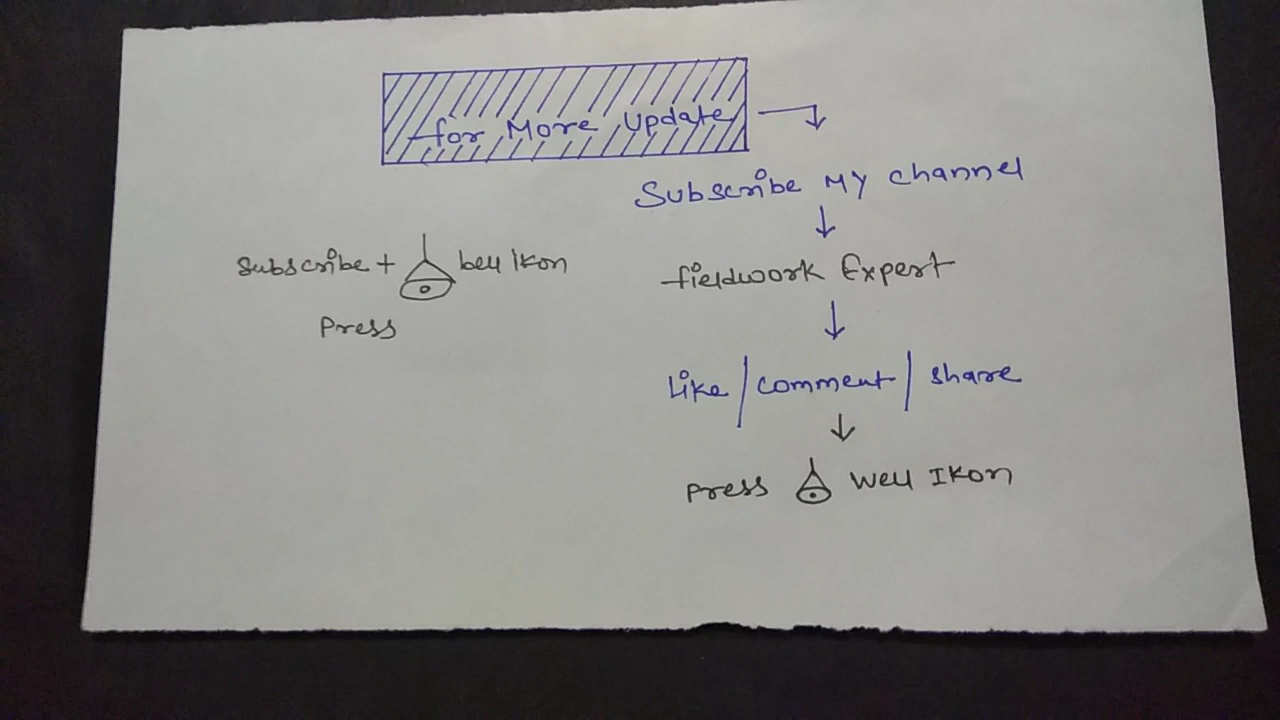 for More Update
Subscribe MY channel
fieldwork Expert
Like / comment / share
Press well IKon
Subscribe + bell Ikon
Press